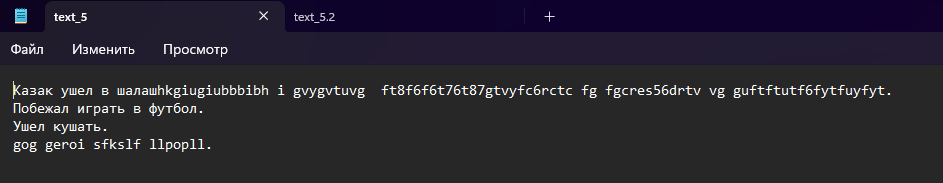 text_5 text_5.2
Файл Изменить Просмотр
Казак ушел в шалашhkgiugiubbbibh i gvygvtuvg  ft8f6f6t76t87gtvyfc6rctc fg fgcres56drtv vg guftftutf6fytfuyfyt.
Побежал играть в футбол.
Ушел кушать.
gog geroi sfkslf llpopll.